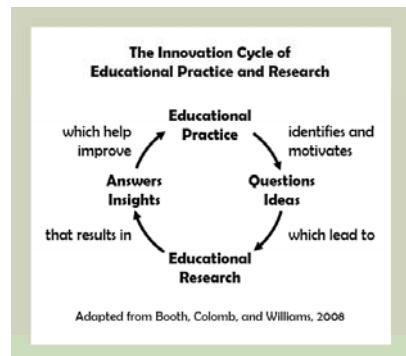 The Innovation Cycle of
Educational Practice and Research
Educational
Practice
identifies and
motivates
Questions
Ideas
which lead to
Educational
Research
that results in
Answers
Insights
which help
improve
Adapted from Booth, Colomb, and Williams, 2008